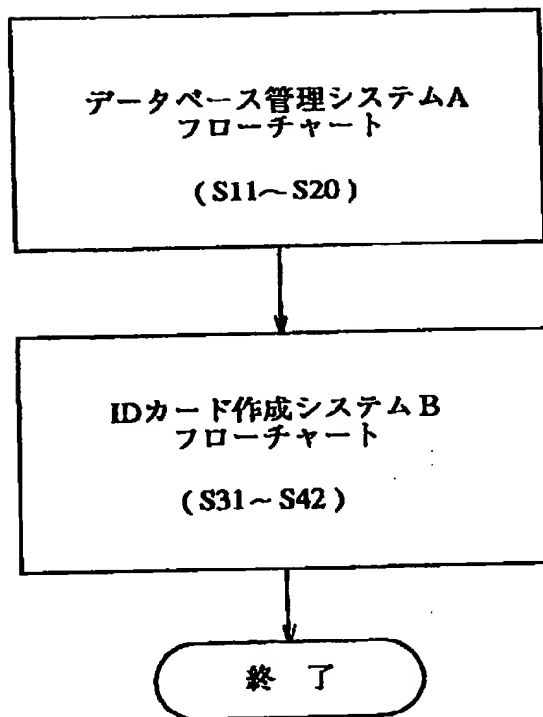 データベース管理システムA
フローチャート
(S11～S20)
IDカード作成システムB
フローチャート
(S31～S42)
終 了